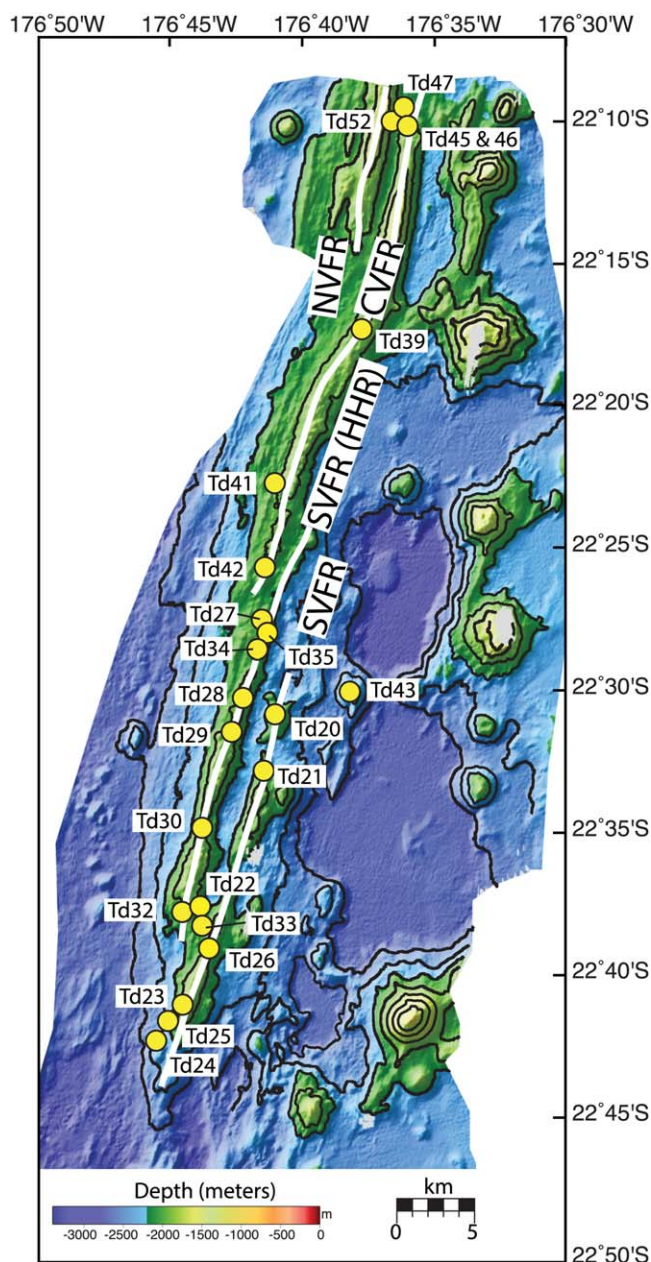 176°50'W 176°45'W 176°40'W 176°35'W 176°30'W
Td47
Td52
22°10'S
Td45 & 46
NVFR
CVFR
22°15'S
Td39
22°20'S
SVFR (HHR)
Td41
22°25'S
Td42
Td27
SVFR
Td34
Td35
22°30'S
Td28
Td43
Td29
Td20
Td21
Td30
22°35'S
Td22
Td32
Td33
Td26
22°40'S
Td23
Td25
Td24
22°45'S
Depth (meters)
m
-3000 -2500 -2000 -1500 -1000 -500 0
km
0 5
22°50'S